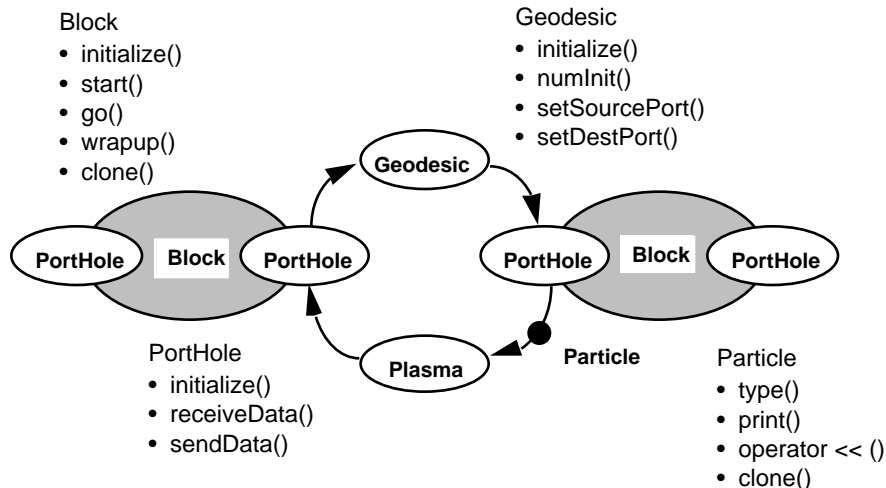 Block
• initialize()
• start()
• go()
• wrapup()
• clone()
Geodesic
• initialize()
• numInit()
• setSourcePort()
• setDestPort()
Geodesic
PortHole
Block
PortHole
PortHole
Block
PortHole
Plasma
Particle
PortHole
• initialize()
• receiveData()
• sendData()
Particle
• type()
• print()
• operator << ()
• clone()